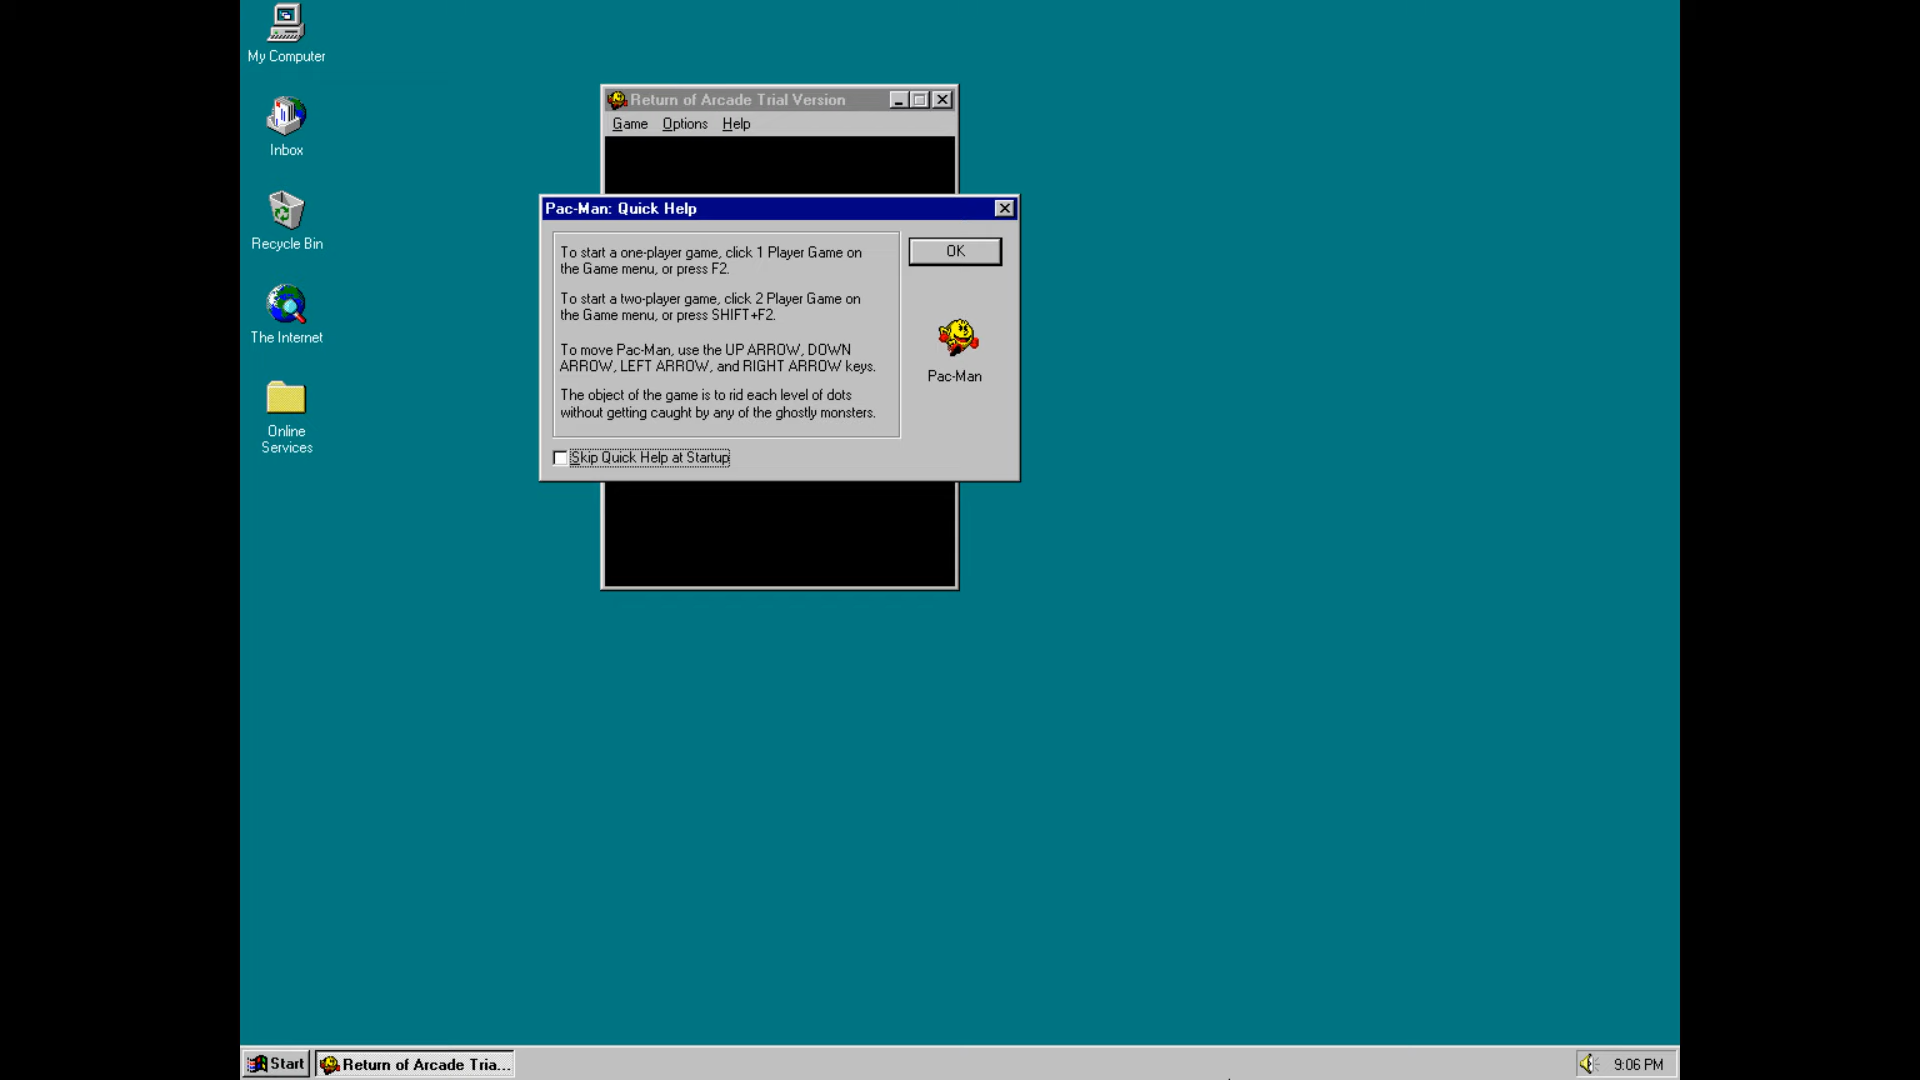 My Computer
Inbox
Recycle Bin
The Internet
Online
Services
Return of Arcade Trial Version
Game Options Help
Pac-Man: Quick Help
To start a one-player game, click 1 Player Game on
the Game menu, or press F2.
To start a two-player game, click 2 Player Game on
the Game menu, or press SHIFT+F2.
To move Pac-Man, use the UP ARROW, DOWN
ARROW, LEFT ARROW, and RIGHT ARROW keys.
The object of the game is to rid each level of dots
without getting caught by any of the ghostly monsters.
OK
Pac-Man
Skip Quick Help at Startup
Start
Return of Arcade Tria...
9:06 PM